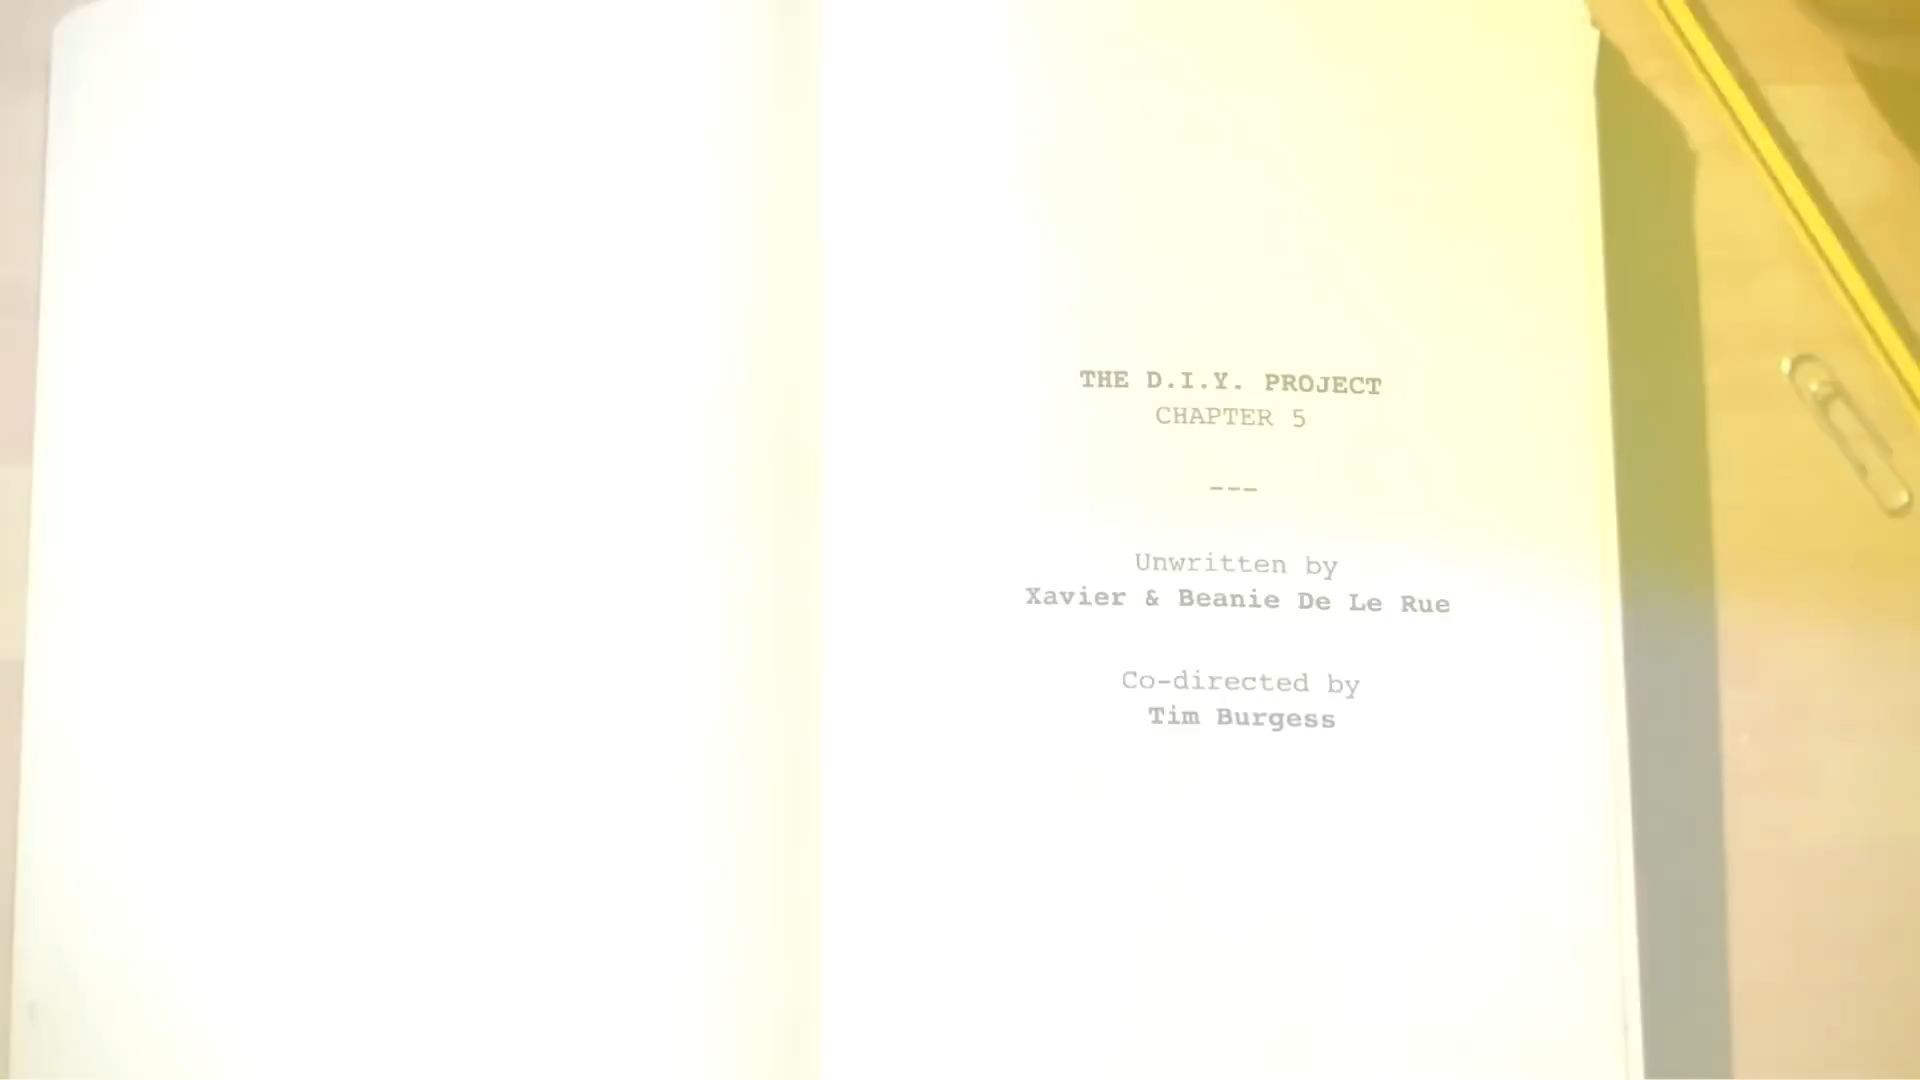 THE D.I.Y. PROJECT
CHAPTER 5
---
Unwritten by
Xavier & Beanie De Le Rue
Co-directed by
Tim Burgess